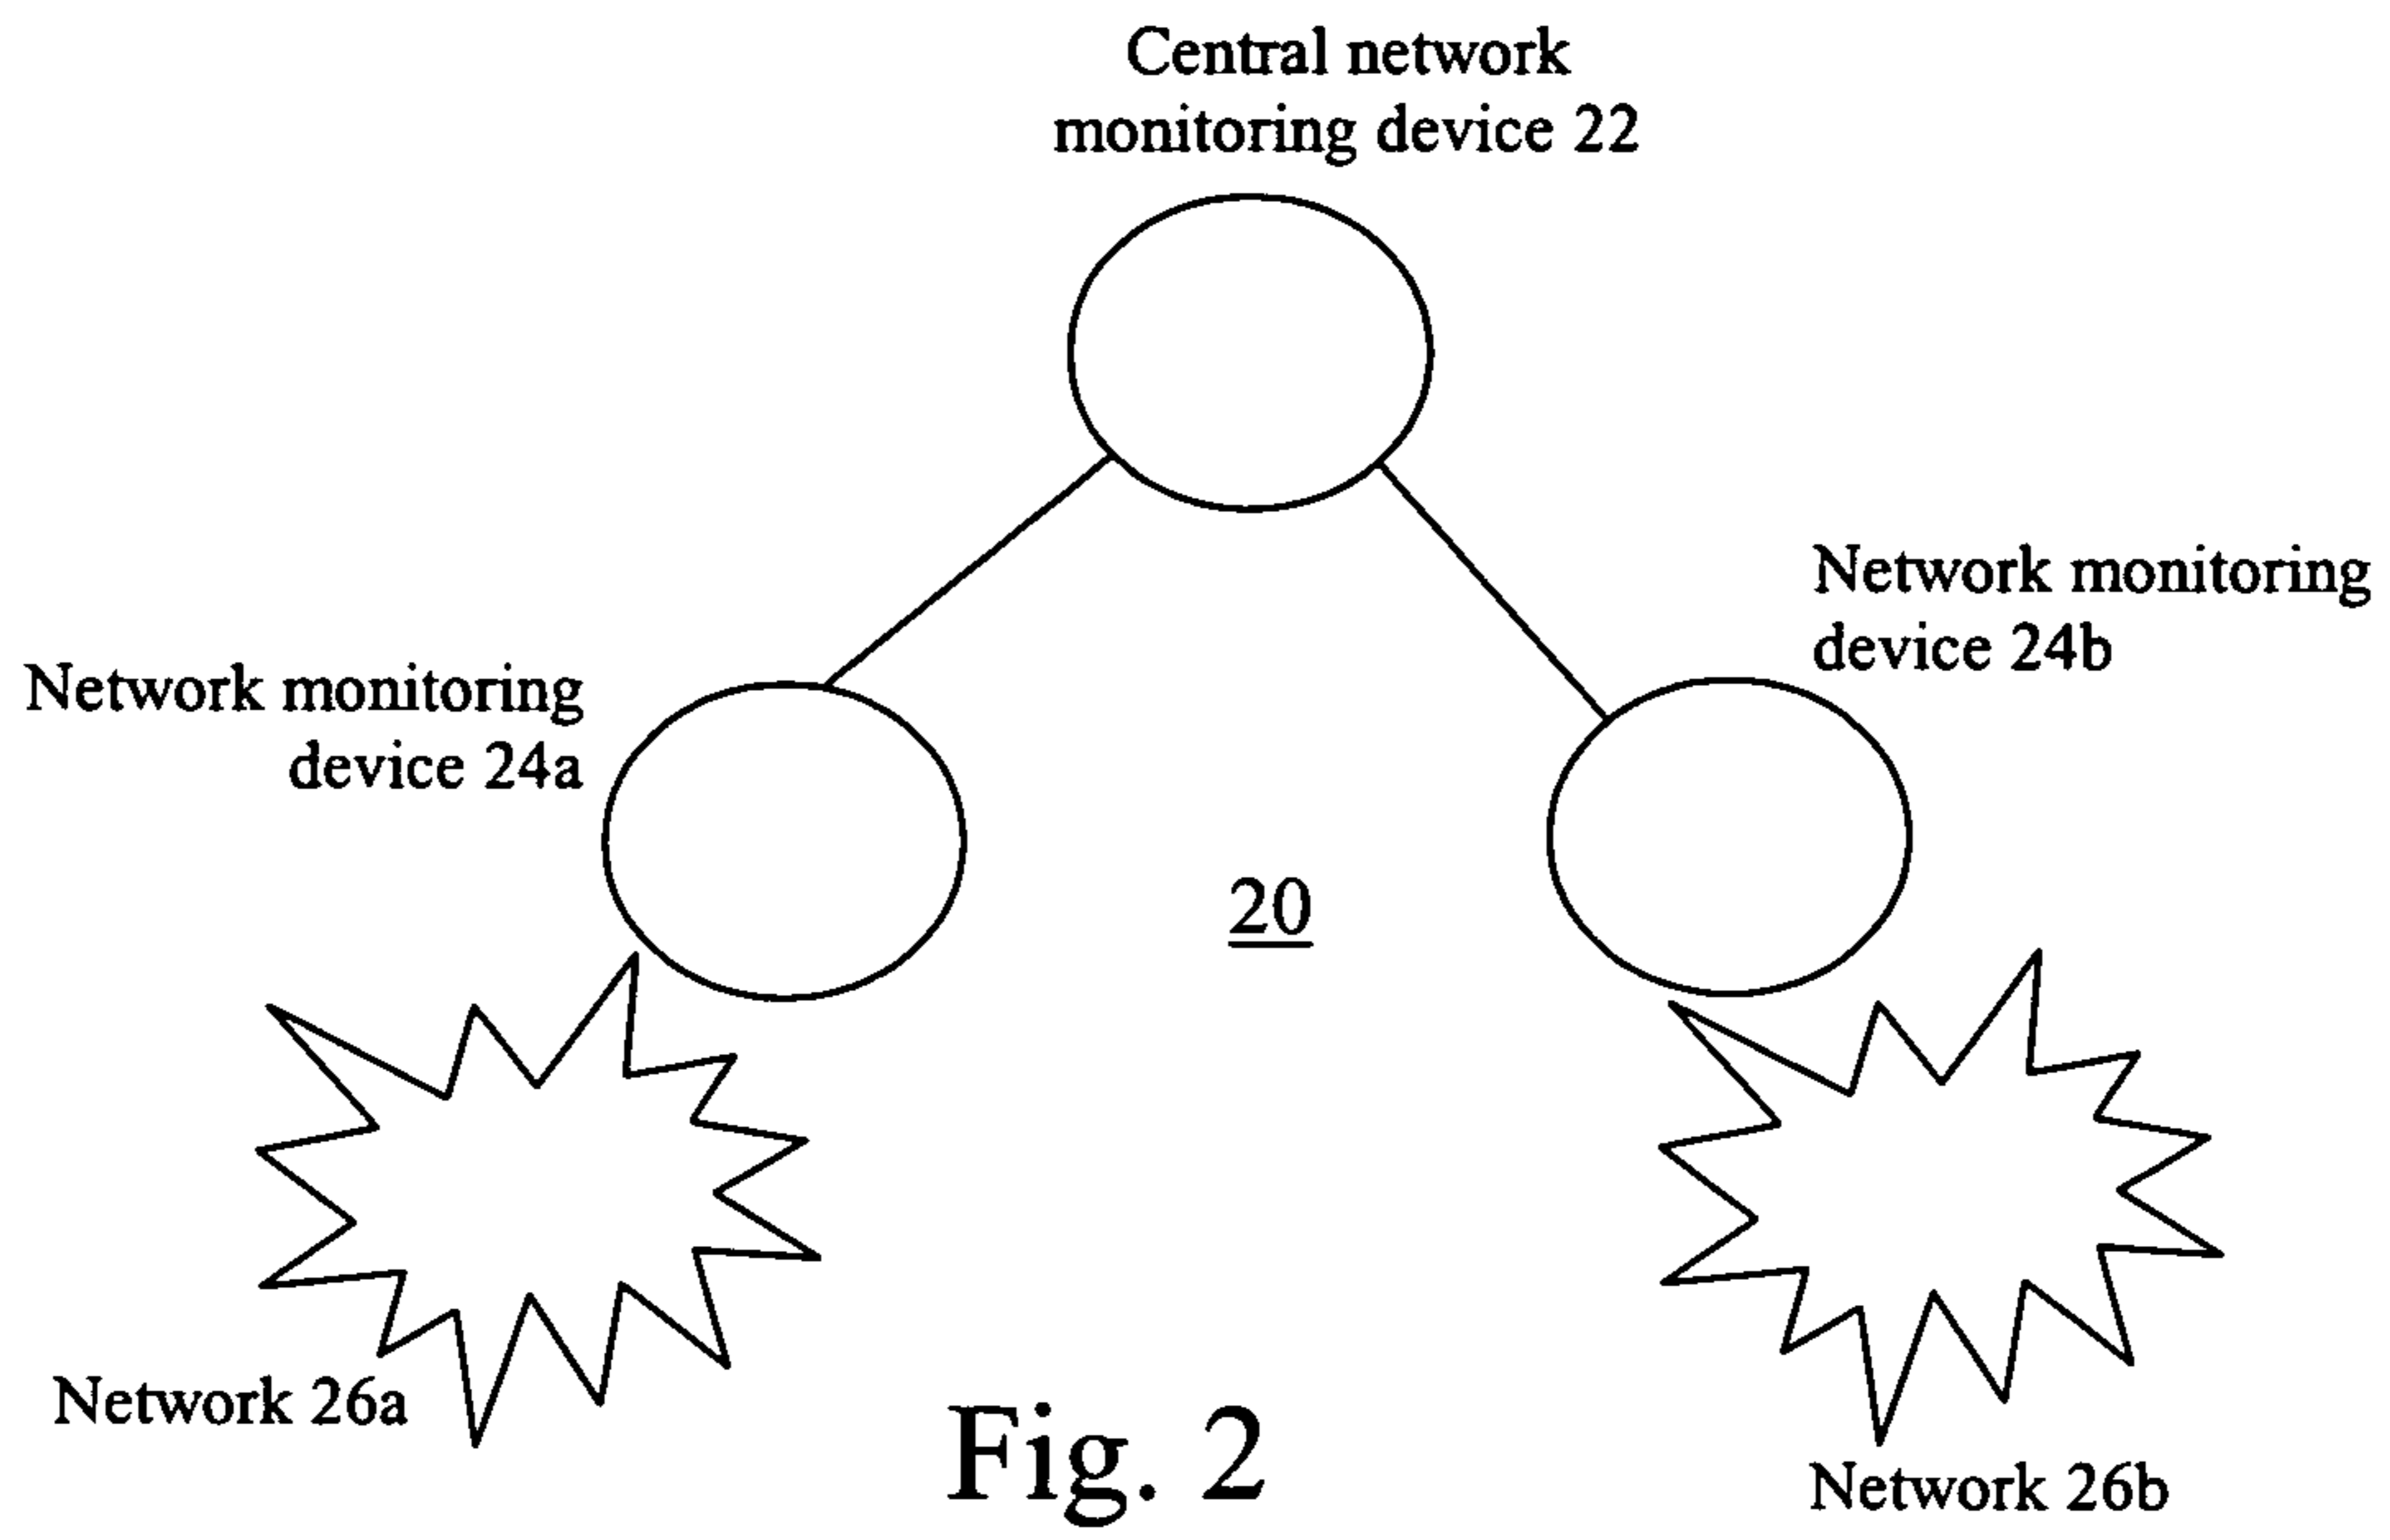 Central network
monitoring device 22
Network monitoring
device 24b
Network monitoring
device 24a
20
Network 26a
Fig. 2
Network 26b